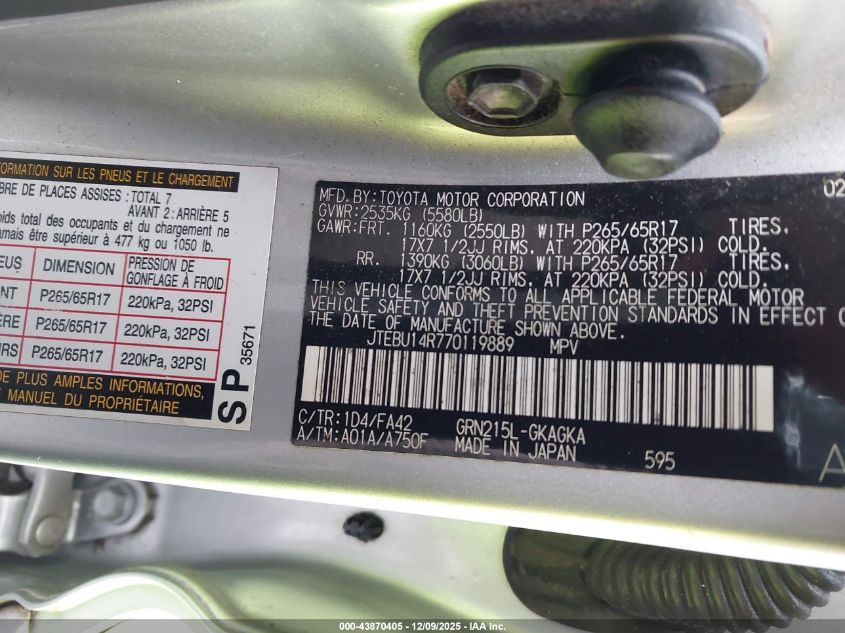 NFORMATION SUR LES PNEUS ET LE CHARGEMENT
BRE DE PLACES ASSISES : TOTAL 7
AVANT 2 : ARRIÈRE 5
oids total des occupants et du chargement ne
amais être supérieur à 477 kg ou 1050 lb.
EUS DIMENSION PRESSION DE GONFLAGE À FROID
NT P265/65R17 220kPa, 32PSI
ÈRE P265/65R17 220kPa, 32PSI
URS P265/65R17 220kPa, 32PSI
DE PLUS AMPLES INFORMATIONS,
MANUEL DU PROPRIÉTAIRE
SP 35671
MFD.BY:TOYOTA MOTOR CORPORATION 02
GVWR:2535KG (5580LB)
GAWR:FRT. 1160KG (2550LB) WITH P265/65R17 TIRES.
17X7 1/2JJ RIMS. AT 220KPA (32PSI) COLD.
RR. 1390KG (3060LB) WITH P265/65R17 TIRES.
17X7 1/2JJ RIMS. AT 220KPA (32PSI) COLD.
THIS VEHICLE CONFORMS TO ALL APPLICABLE FEDERAL MOTOR
VEHICLE SAFETY AND THEFT PREVENTION STANDARDS IN EFFECT O
THE DATE OF MANUFACTURE SHOWN ABOVE.
JTEBU14R770119889 MPV
C/TR:1D4/FA42 GRN215L-GKAGKA
A/TM:A01A/A750F MADE IN JAPAN 595
A
000-43870405 - 12/09/2025 - IAA Inc.